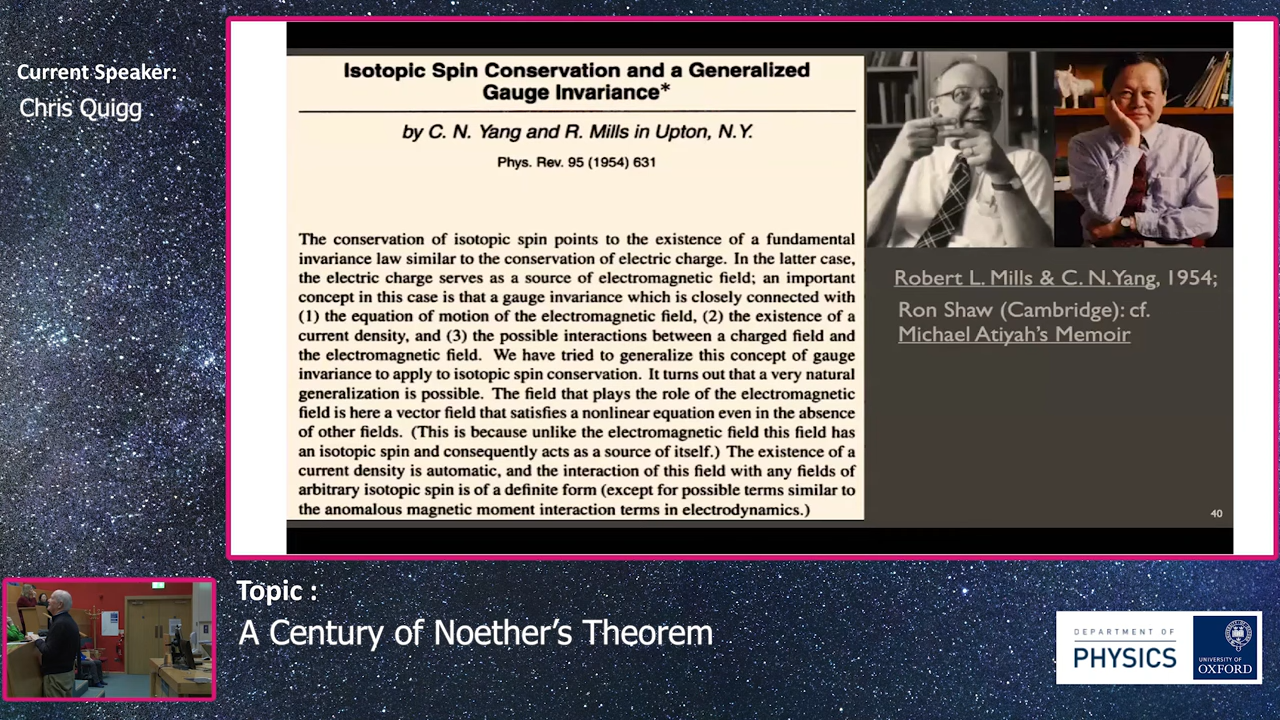 Current Speaker:
Chris Quigg
Isotopic Spin Conservation and a Generalized
Gauge Invariance*
by C. N. Yang and R. Mills in Upton, N.Y.
Phys. Rev. 95 (1954) 631
The conservation of isotopic spin points to the existence of a fundamental
invariance law similar to the conservation of electric charge. In the latter case,
the electric charge serves as a source of electromagnetic field; an important
concept in this case is that a gauge invariance which is closely connected with
(1) the equation of motion of the electromagnetic field, (2) the existence of a
current density, and (3) the possible interactions between a charged field and
the electromagnetic field. We have tried to generalize this concept of gauge
invariance to apply to isotopic spin conservation. It turns out that a very natural
generalization is possible. The field that plays the role of the electromagnetic
field is here a vector field that satisfies a nonlinear equation even in the absence
of other fields. (This is because unlike the electromagnetic field this field has
an isotopic spin and consequently acts as a source of itself.) The existence of a
current density is automatic, and the interaction of this field with any fields of
arbitrary isotopic spin is of a definite form (except for possible terms similar to
the anomalous magnetic moment interaction terms in electrodynamics.)
Robert L. Mills & C. N. Yang, 1954;
Ron Shaw (Cambridge): cf.
Michael Atiyah's Memoir
40
Topic :
A Century of Noether's Theorem
DEPARTMENT OF
PHYSICS
UNIVERSITY OF
OXFORD